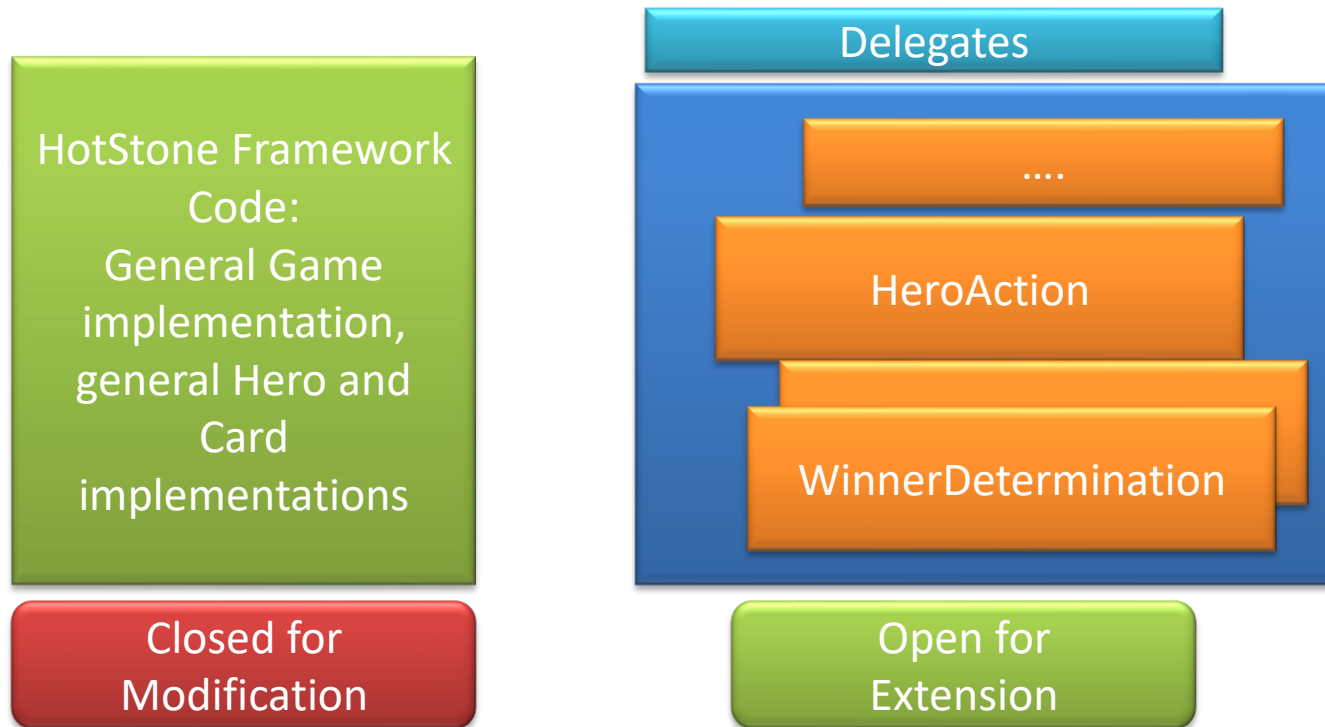 HotStone Framework
Code:
General Game
implementation,
general Hero and
Card
implementations
Closed for
Modification
Delegates
....
HeroAction
WinnerDetermination
Open for
Extension